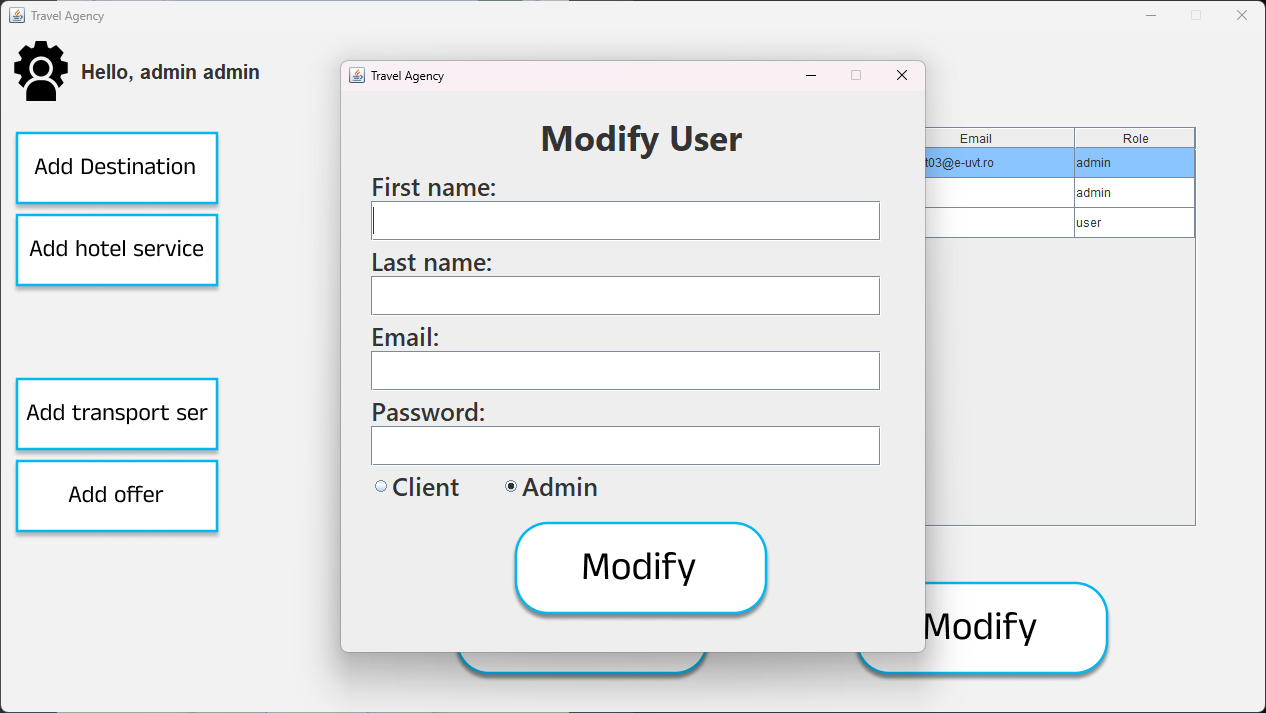 Travel Agency
Hello, admin admin
Add Destination
Add hotel service
Add transport ser
Add offer
Travel Agency
Modify User
First name:
Last name:
Email:
Password:
Client Admin
Modify
Email Role
t03@e-uvt.ro admin
admin
user
Modify